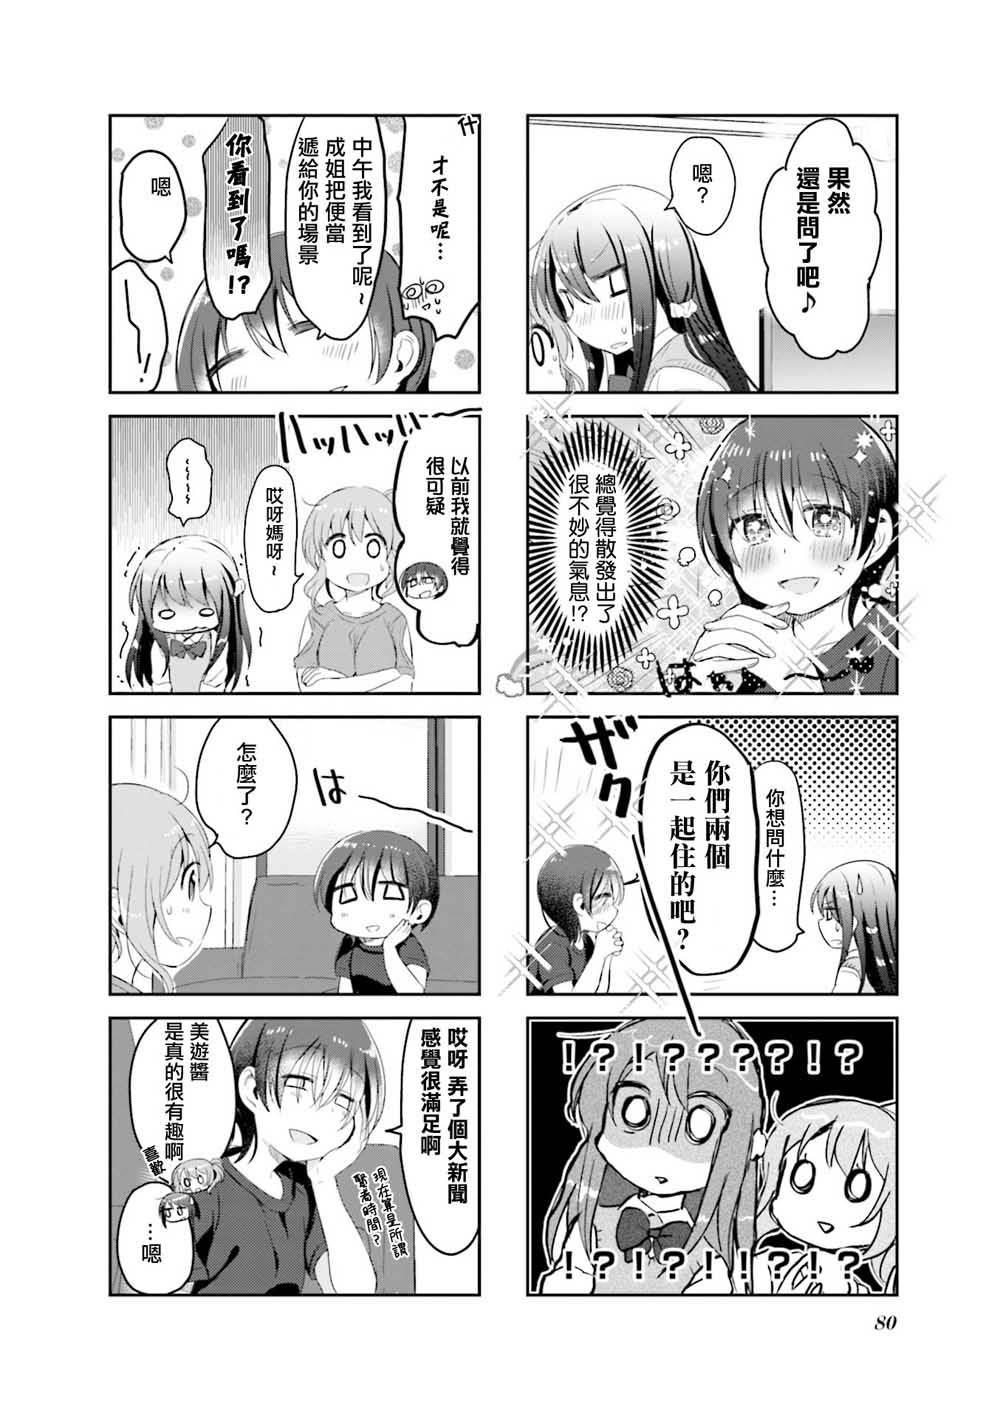 果然
還是問了吧♪
嗯？
總覺得散發出了
很不妙的氣息!?
はぁ
你想問什麼…
你們兩個
是一起住的吧？
ザク
！？！？？？？！？
！？！？！！？！？
才不是呢…
什
中午我看到了呢~
成姐把便當
遞給你的場景
你看到了嗎!?
嗯
以前我就覺得
很可疑
ハッハッハッ
哎呀媽呀~
~~~~
は
怎麼了？
哎呀 弄了個大新聞
感覺很滿足啊
現在算是所謂
賢者時間？
美遊醬
是真的很有趣啊
喜歡
…嗯
80